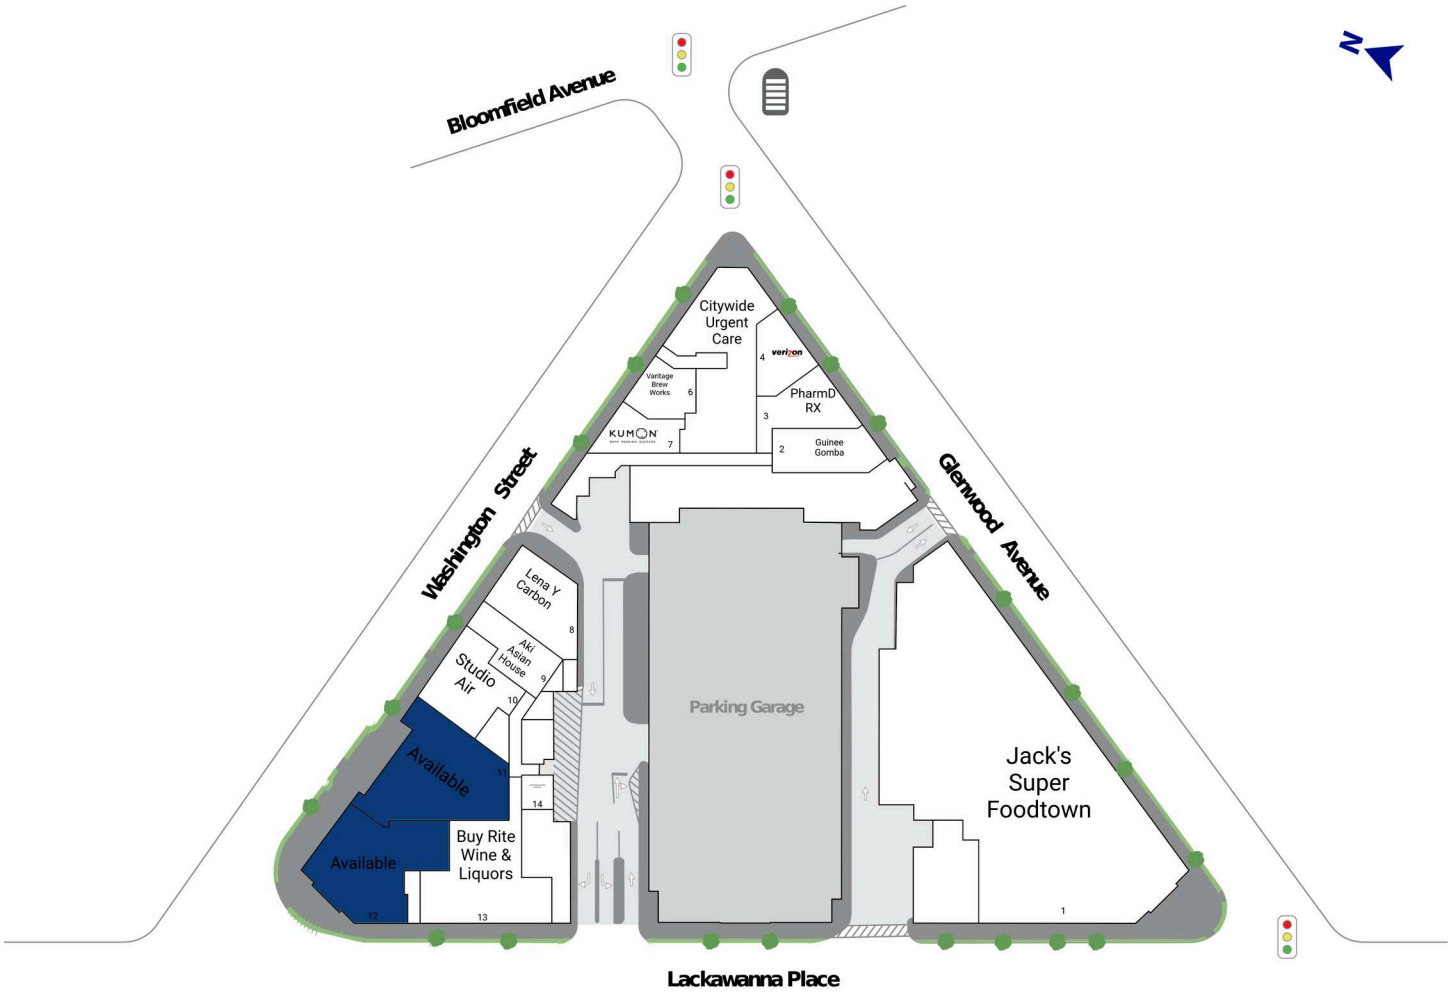 N
Bloomfield Avenue
Citywide
Urgent
Care
4
verizon
Varitage
Brew
Works
6
PharmD
RX
3
KUMON
7
2
Guinee
Gomba
Washington Street
Glenwood Avenue
Lena Y
Carbon
8
Aki
Asian
House
9
Studio
Air
10
Available
11
14
Parking Garage
Jack's
Super
Foodtown
1
Buy Rite
Wine &
Liquors
13
Available
12
Lackawanna Place